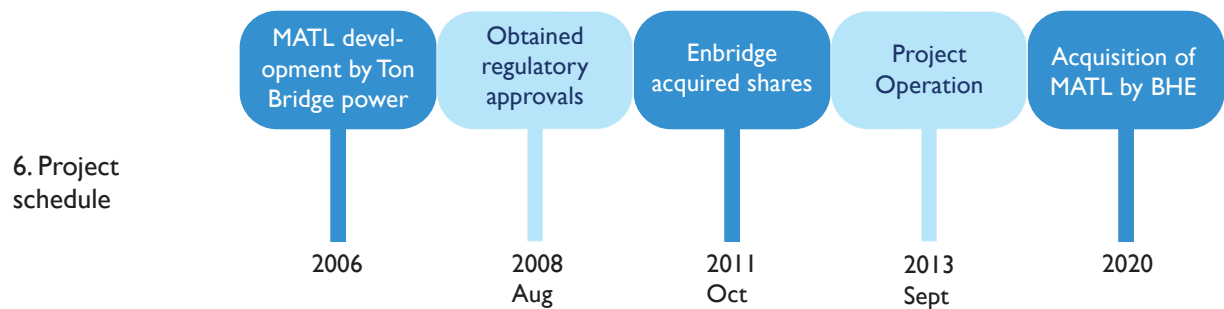 MATL devel-
opment by Ton
Bridge power
Obtained
regulatory
approvals
Enbridge
acquired shares
Project
Operation
Acquisition of
MATL by BHE
6. Project
schedule
2006
2008
Aug
2011
Oct
2013
Sept
2020